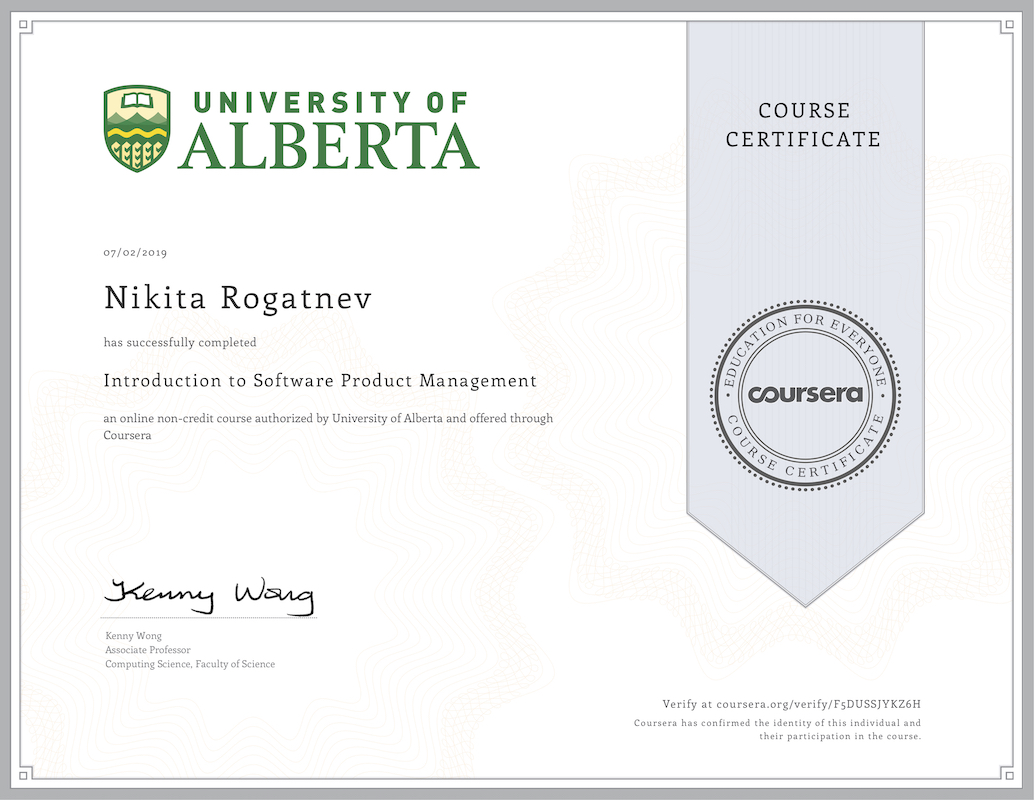 UNIVERSITY OF
ALBERTA
COURSE
CERTIFICATE
07/02/2019
Nikita Rogatnev
has successfully completed
Introduction to Software Product Management
an online non-credit course authorized by University of Alberta and offered through
Coursera
EDUCATION FOR EVERYONE
coursera
COURSE CERTIFICATE
Kenny Wong
Kenny Wong
Associate Professor
Computing Science, Faculty of Science
Verify at coursera.org/verify/F5DUSSJYKZ6H
Coursera has confirmed the identity of this individual and
their participation in the course.